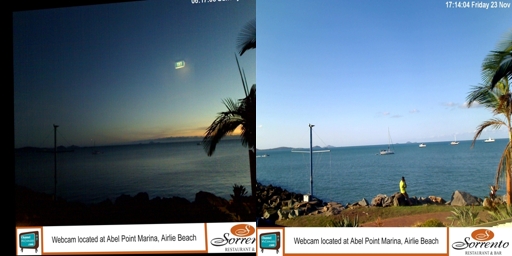 17:14:04 Friday 23 Nov
Webcam located at Abel Point Marina, Airlie Beach
Sorrento
RESTAURANT &
Webcam located at Abel Point Marina, Airlie Beach
Sorrento
RESTAURANT & BAR